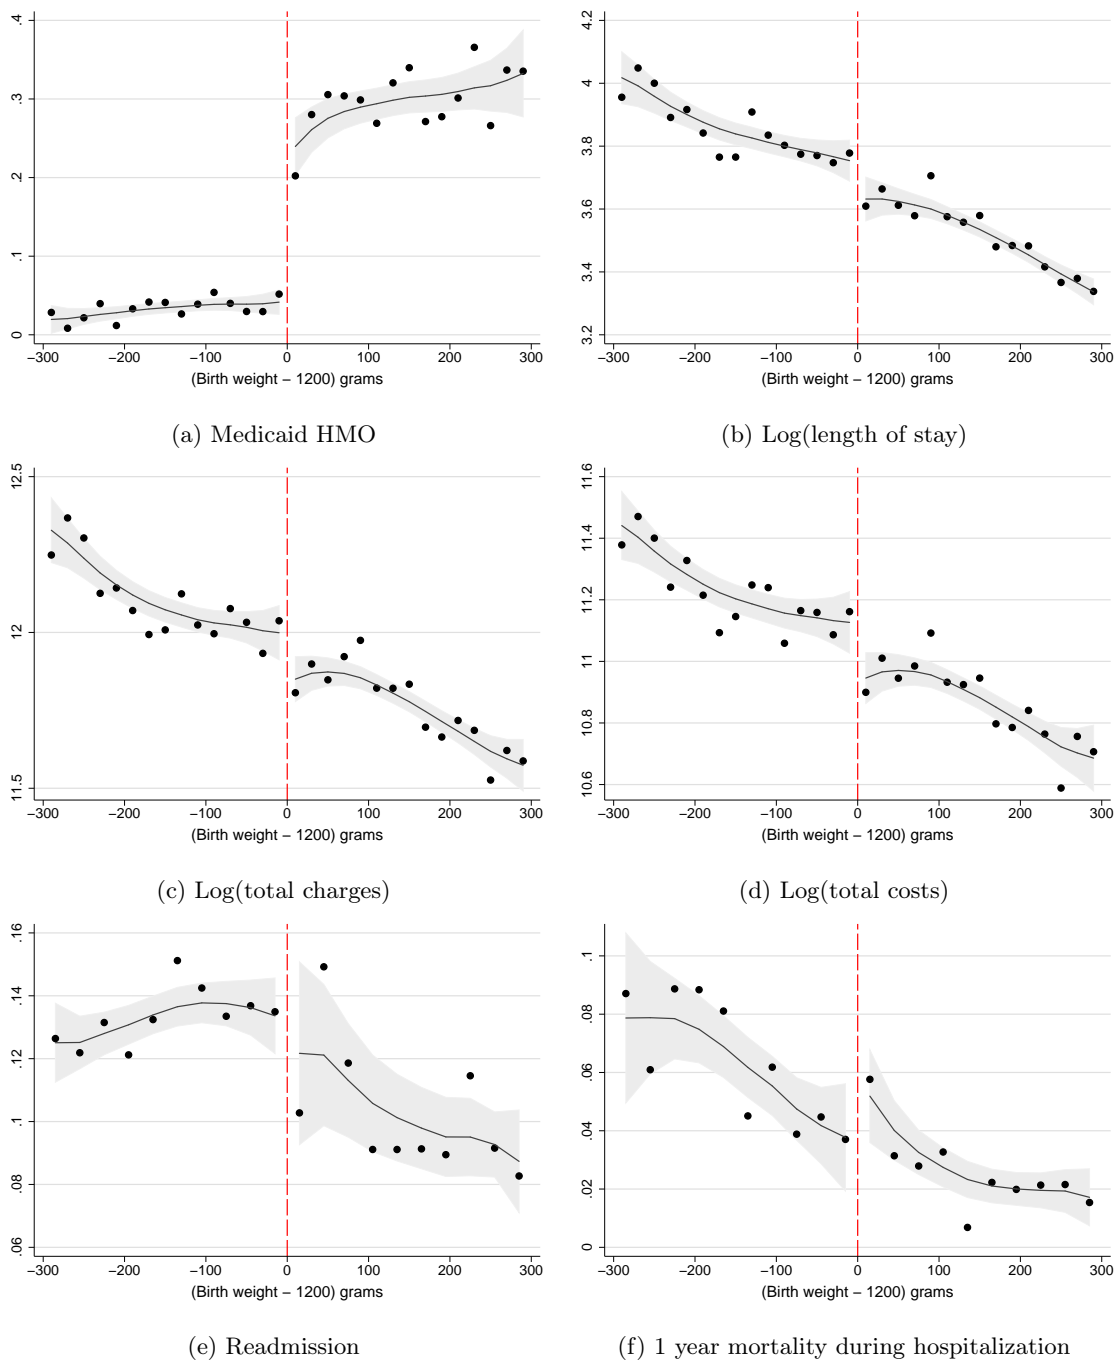 .4
.3
.2
.1
0
−300 −200 −100 0 100 200 300
(Birth weight − 1200) grams
(a) Medicaid HMO
4.2
4
3.8
3.6
3.4
3.2
−300 −200 −100 0 100 200 300
(Birth weight − 1200) grams
(b) Log(length of stay)
12.5
12
11.5
−300 −200 −100 0 100 200 300
(Birth weight − 1200) grams
(c) Log(total charges)
11.6
11.4
11.2
11
10.8
10.6
−300 −200 −100 0 100 200 300
(Birth weight − 1200) grams
(d) Log(total costs)
.16
.14
.12
.1
.08
.06
−300 −200 −100 0 100 200 300
(Birth weight − 1200) grams
(e) Readmission
.1
.08
.06
.04
.02
0
−300 −200 −100 0 100 200 300
(Birth weight − 1200) grams
(f) 1 year mortality during hospitalization